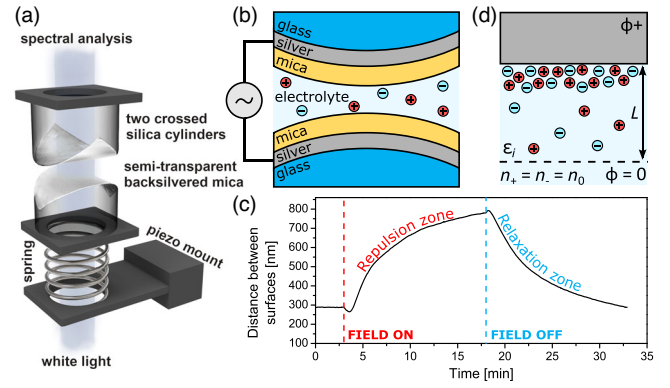 (a)
spectral analysis
two crossed
silica cylinders
semi-transparent
backsilvered mica
spring
piezo mount
white light
(b)
glass
silver
mica
electrolyte
mica
silver
glass
(d)
ϕ+
L
εi
n+ = n- = n0
ϕ = 0
(c)
Distance between
surfaces [nm]
800
700
600
500
400
300
200
100
Repulsion zone
Relaxation zone
FIELD ON
FIELD OFF
0
5
10
15
20
25
30
35
Time [min]